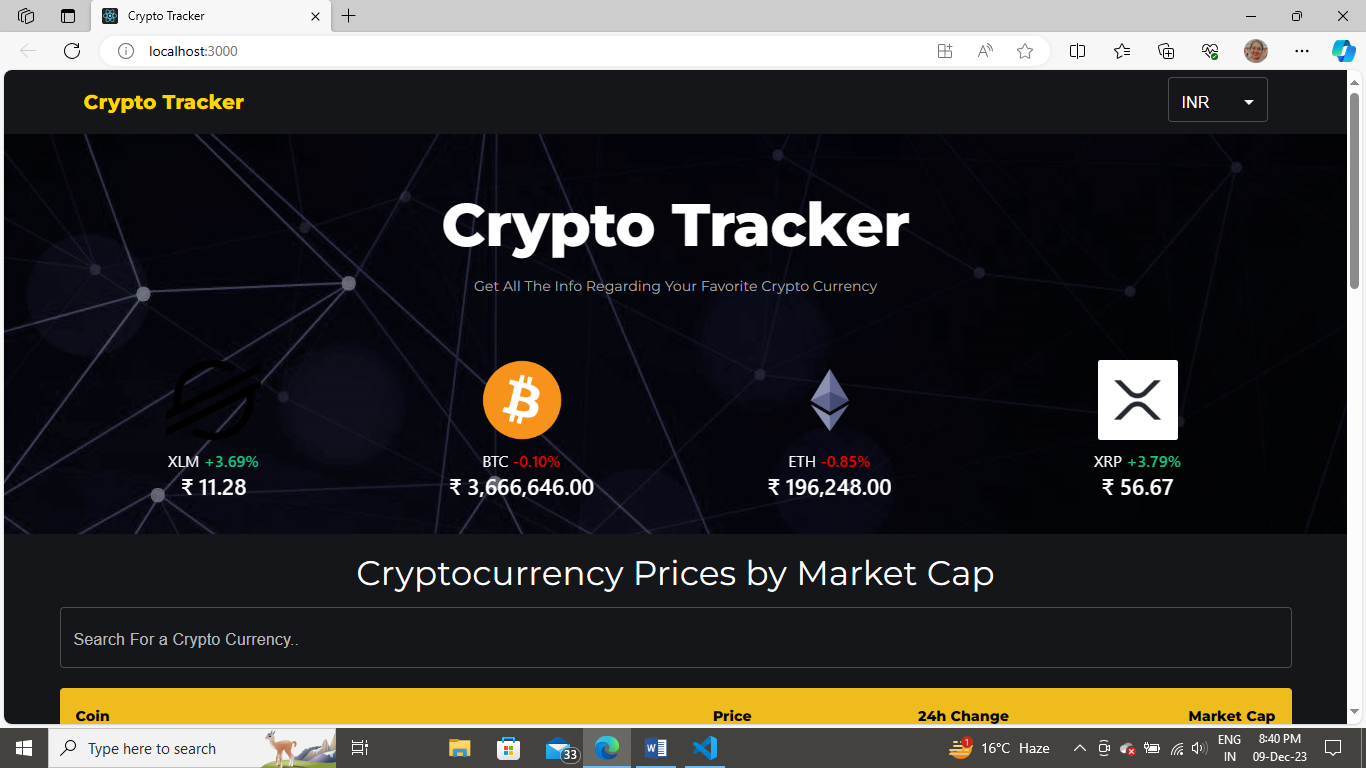 Crypto Tracker
localhost:3000
Crypto Tracker
INR
Crypto Tracker
Get All The Info Regarding Your Favorite Crypto Currency
XLM +3.69%
₹ 11.28
BTC -0.10%
₹ 3,666,646.00
ETH -0.85%
₹ 196,248.00
XRP +3.79%
₹ 56.67
Cryptocurrency Prices by Market Cap
Search For a Crypto Currency..
Coin Price 24h Change Market Cap
Type here to search
33
1
16°C Haze
ENG
IN
8:40 PM
09-Dec-23